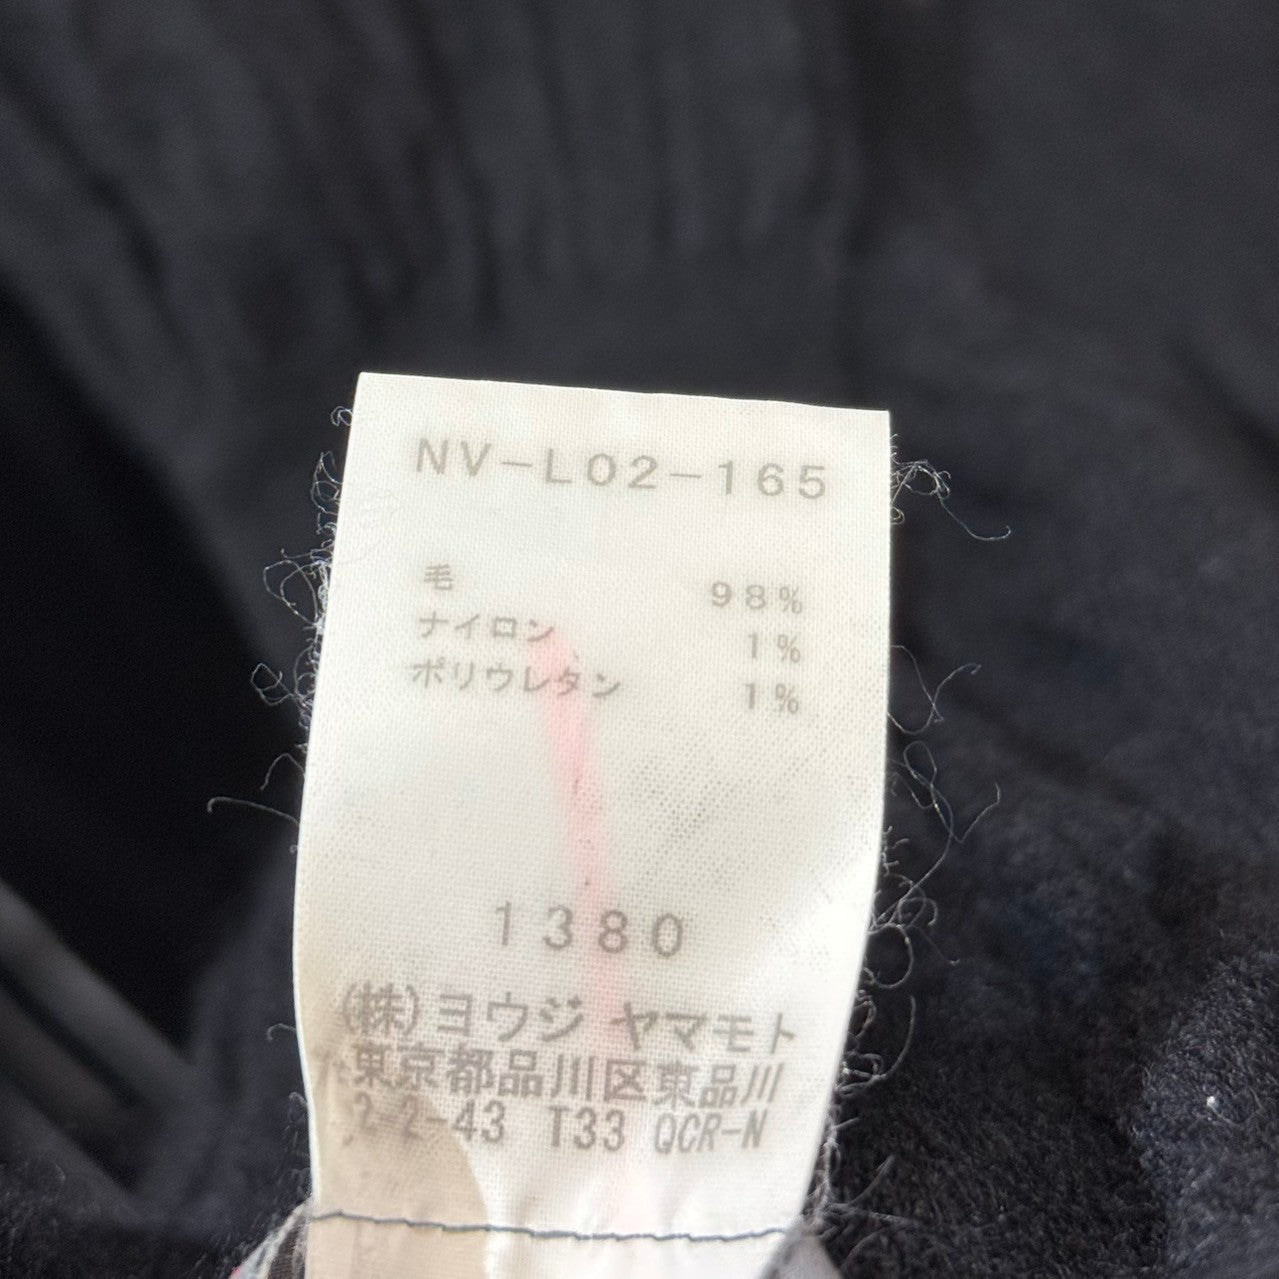 NV-L02-165
毛 98%
ナイロン 1%
ポリウレタン 1%
1380
(株)ヨウジ ヤマモト
東京都品川区東品川
2-2-43 T33 QCR-N